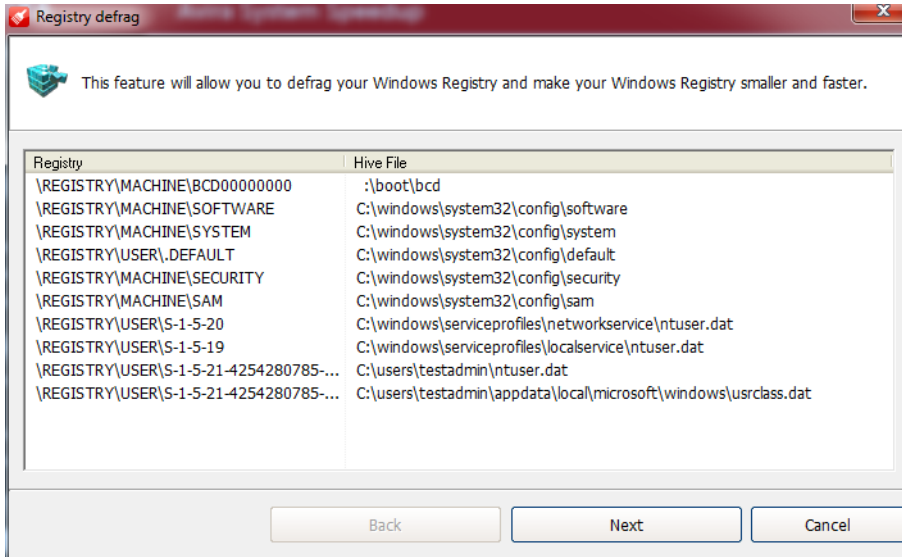 Avira System Speedup
Registry defrag
This feature will allow you to defrag your Windows Registry and make your Windows Registry smaller and faster.
Registry Hive File
\REGISTRY\MACHINE\BCD00000000 :\boot\bcd
\REGISTRY\MACHINE\SOFTWARE C:\windows\system32\config\software
\REGISTRY\MACHINE\SYSTEM C:\windows\system32\config\system
\REGISTRY\USER\.DEFAULT C:\windows\system32\config\default
\REGISTRY\MACHINE\SECURITY C:\windows\system32\config\security
\REGISTRY\MACHINE\SAM C:\windows\system32\config\sam
\REGISTRY\USER\S-1-5-20 C:\windows\serviceprofiles\networkservice\ntuser.dat
\REGISTRY\USER\S-1-5-19 C:\windows\serviceprofiles\localservice\ntuser.dat
\REGISTRY\USER\S-1-5-21-4254280785-... C:\users\testadmin\ntuser.dat
\REGISTRY\USER\S-1-5-21-4254280785-... C:\users\testadmin\appdata\local\microsoft\windows\usrclass.dat
Back Next Cancel